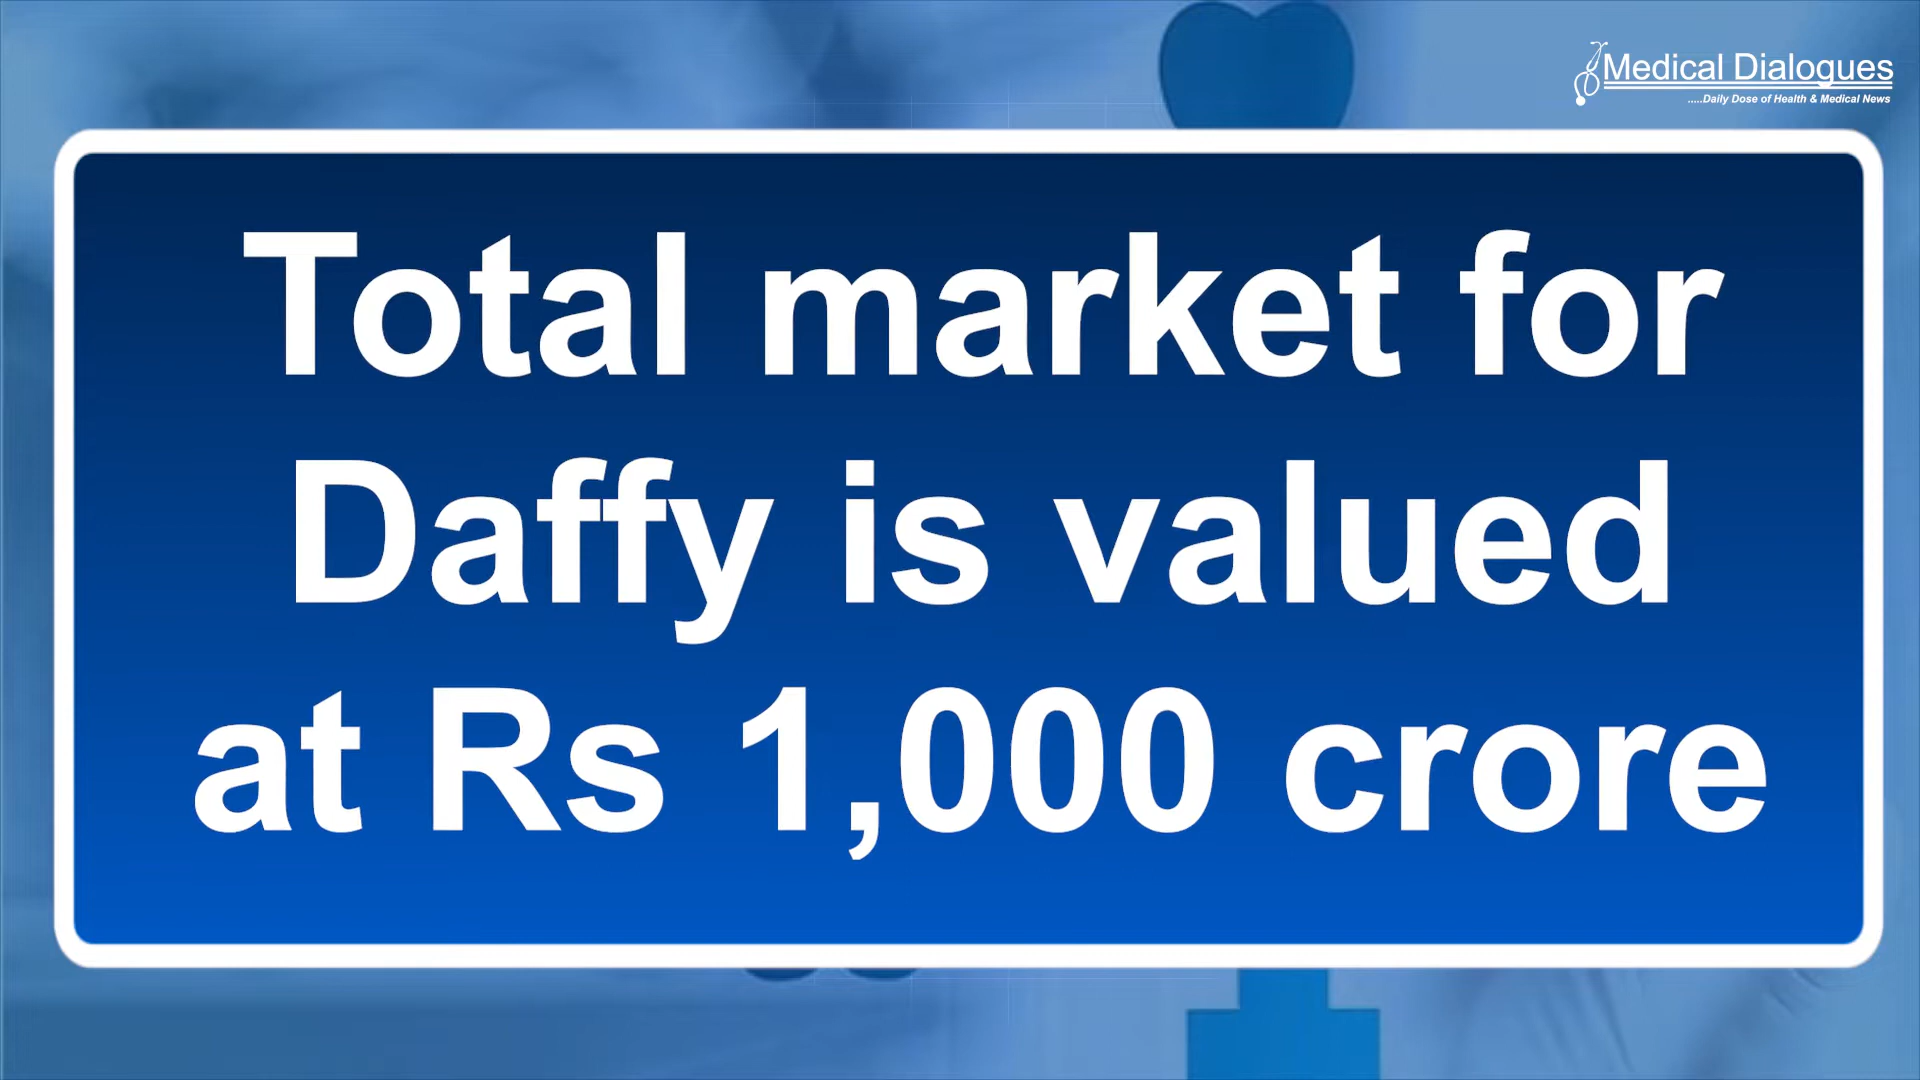 Medical Dialogues
.....Daily Dose of Health & Medical News
Total market for
Daffy is valued
at Rs 1,000 crore